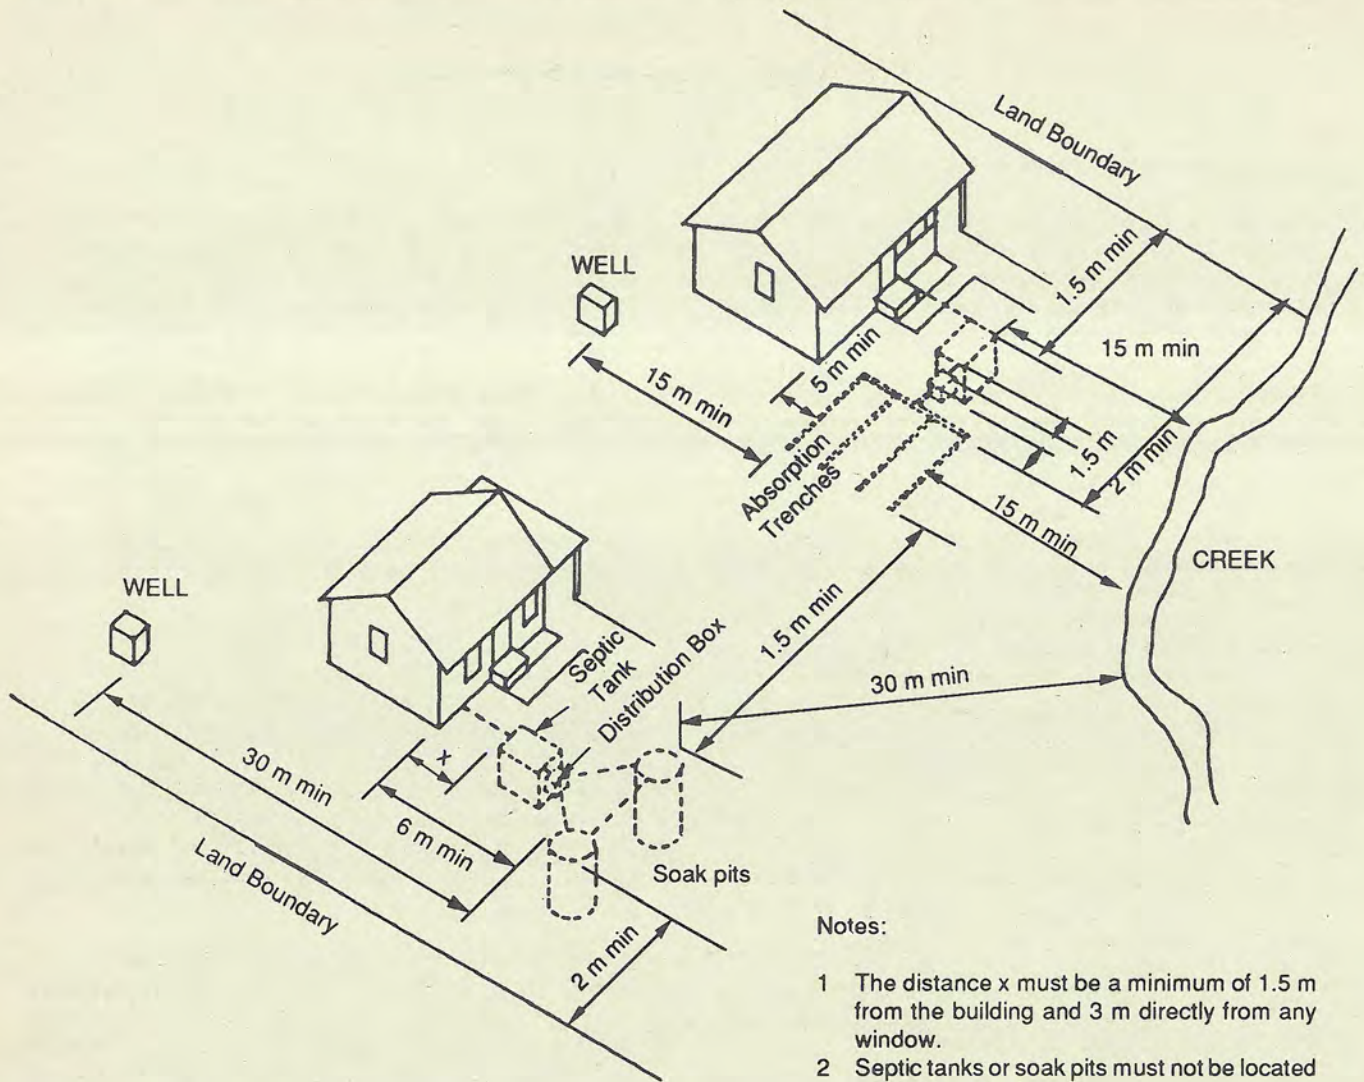 Land Boundary
WELL
1.5 m min
15 m min
5 m min
15 m min
1.5 m
2 m min
Absorption
Trenches
15 m min
CREEK
WELL
Septic
Tank
Distribution Box
1.5 m min
30 m min
x
30 m min
6 m min
Land Boundary
Soak pits
2 m min
Notes:
1 The distance x must be a minimum of 1.5 m
from the building and 3 m directly from any
window.
2 Septic tanks or soak pits must not be located